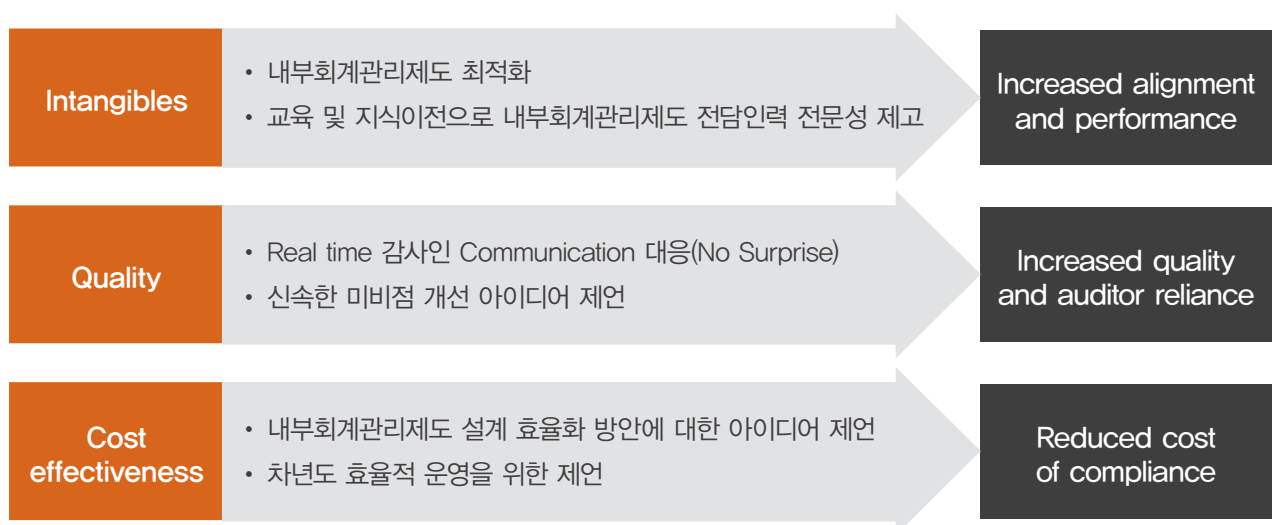 Intangibles
• 내부회계관리제도 최적화
• 교육 및 지식이전으로 내부회계관리제도 전담인력 전문성 제고
Increased alignment
and performance
Quality
• Real time 감사인 Communication 대응(No Surprise)
• 신속한 미비점 개선 아이디어 제언
Increased quality
and auditor reliance
Cost
effectiveness
• 내부회계관리제도 설계 효율화 방안에 대한 아이디어 제언
• 차년도 효율적 운영을 위한 제언
Reduced cost
of compliance